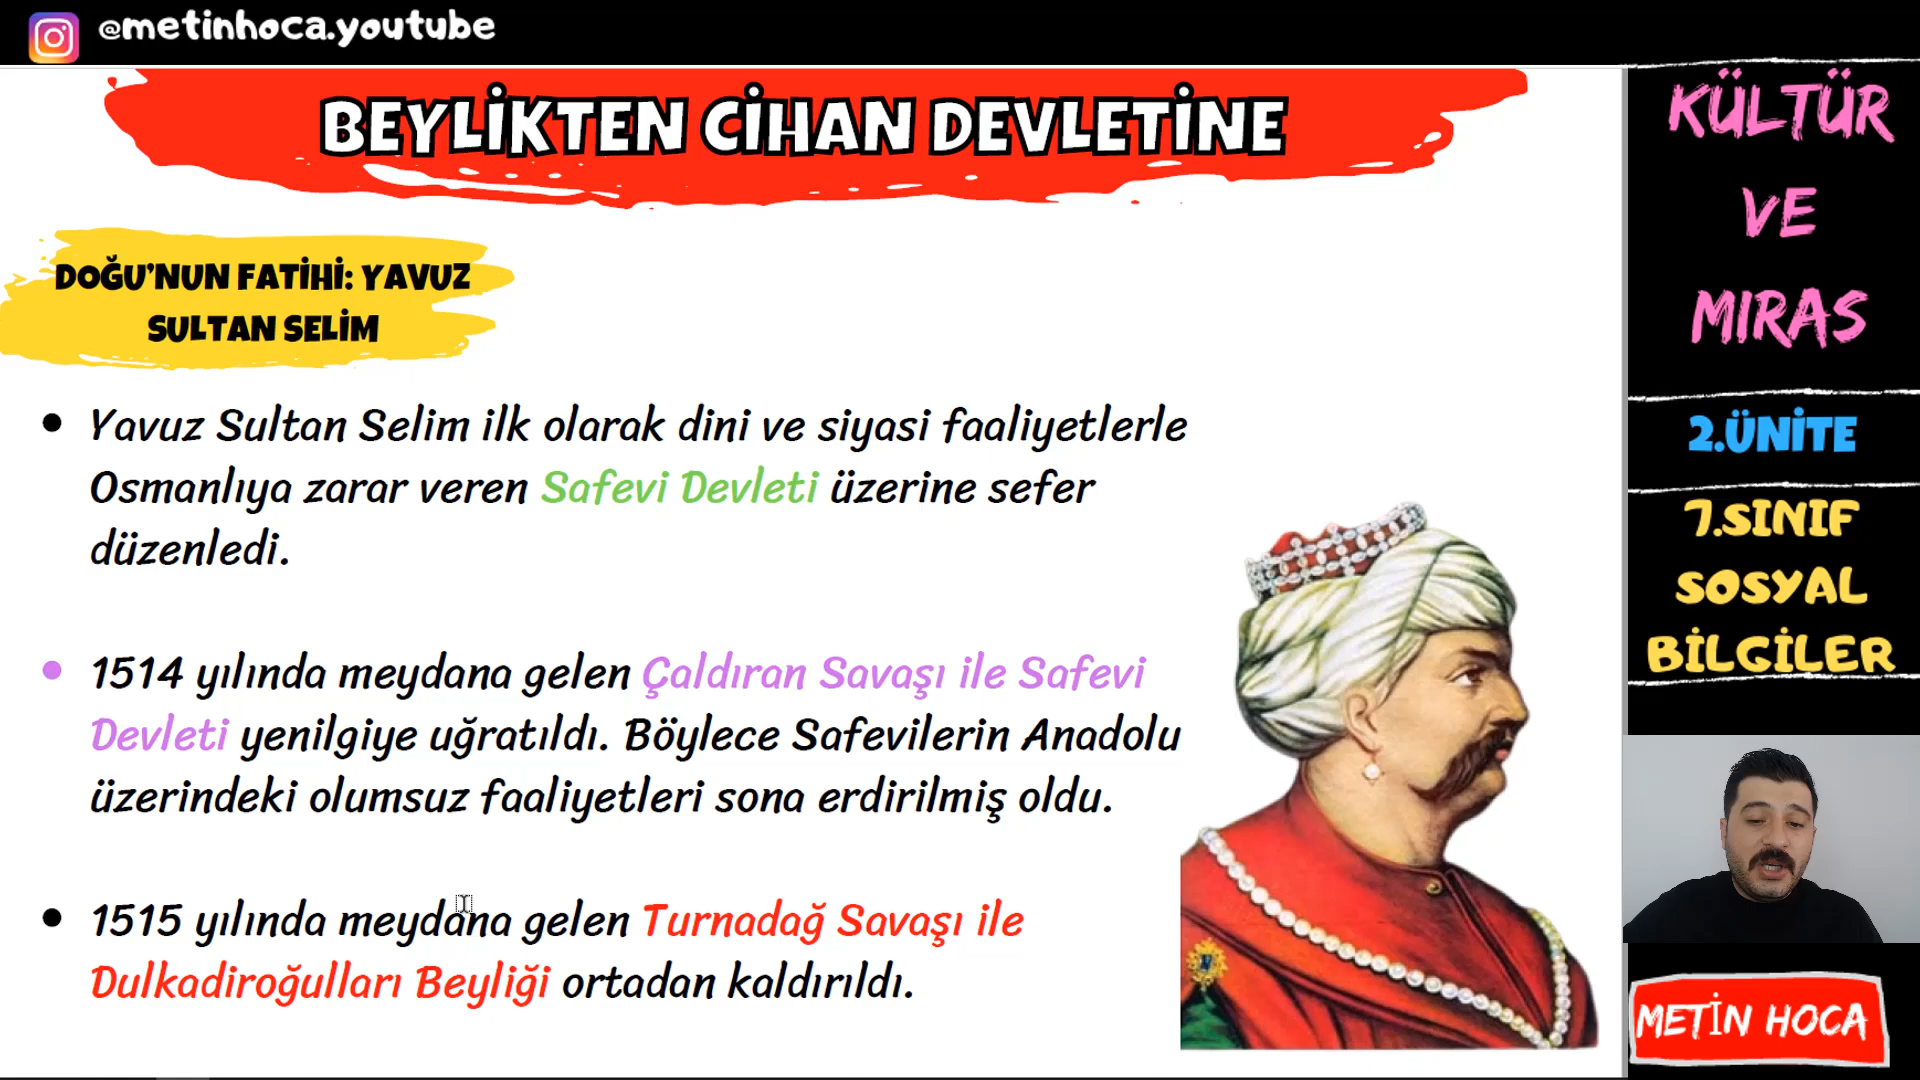 @metinhoca.youtube
BEYLİKTEN CİHAN DEVLETİNE
DOĞU'NUN FATİHİ: YAVUZ
SULTAN SELİM
• Yavuz Sultan Selim ilk olarak dini ve siyasi faaliyetlerle
Osmanlıya zarar veren Safevi Devleti üzerine sefer
düzenledi.
• 1514 yılında meydana gelen Çaldıran Savaşı ile Safevi
Devleti yenilgiye uğratıldı. Böylece Safevilerin Anadolu
üzerindeki olumsuz faaliyetleri sona erdirilmiş oldu.
• 1515 yılında meydana gelen Turnadağ Savaşı ile
Dulkadiroğulları Beyliği ortadan kaldırıldı.
KÜLTÜR
VE
MIRAS
2.ÜNİTE
7.SINIF
SOSYAL
BİLGİLER
METİN HOCA